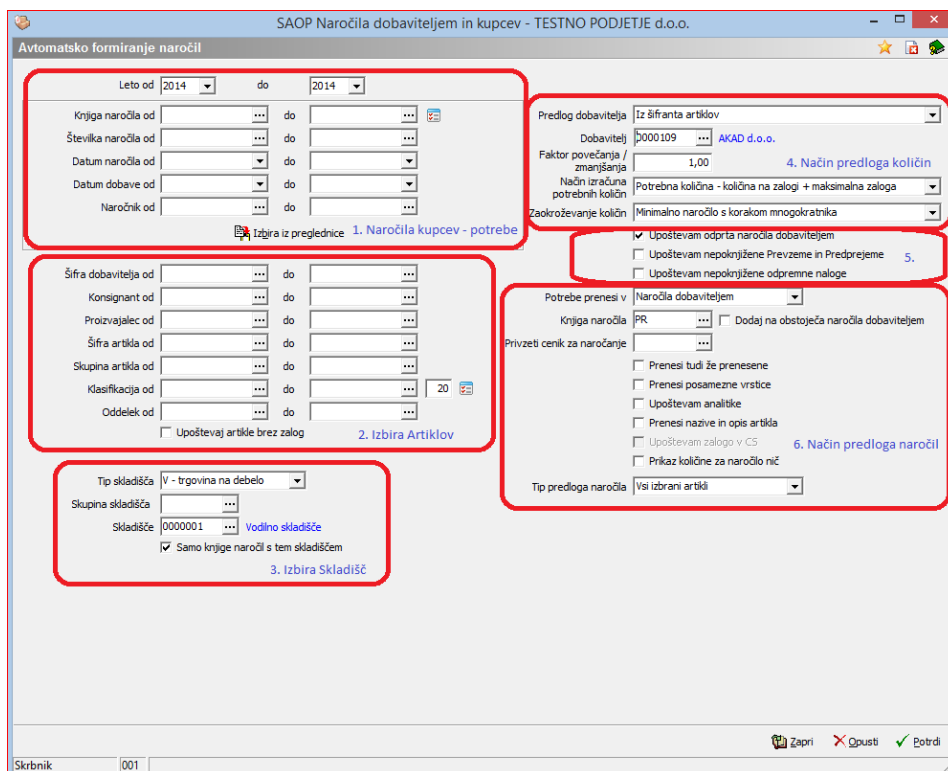 SAOP Naročila dobaviteljem in kupcev - TESTNO PODJETJE d.o.o.
Avtomatsko formiranje naročil
Leto od 2014 do 2014
Knjiga naročila od do
Številka naročila od do
Datum naročila od do
Datum dobave od do
Naročnik od do
Izbira iz preglednice 1. Naročila kupcev - potrebe
Šifra dobavitelja od do
Konsignant od do
Proizvajalec od do
Šifra artikla od do
Skupina artikla od do
Klasifikacija od do 20
Oddelek od do
Upoštevaj artikle brez zalog 2. Izbira Artiklov
Tip skladišča V - trgovina na debelo
Skupina skladišča
Skladišče 0000001 Vodilno skladišče
Samo knjige naročil s tem skladiščem
3. Izbira Skladišč
Predlog dobavitelja Iz šifranta artiklov
Dobavitelj 0000109 AKAD d.o.o.
Faktor povečanja / zmanjšanja 1,00 4. Način predloga količin
Način izračuna potrebnih količin Potrebna količina - količina na zalogi + maksimalna zaloga
Zaokroževanje količin Minimalno naročilo s korakom mnogokratnika
Upoštevam odprta naročila dobaviteljem
Upoštevam nepoknjižene Prevzeme in Predprejeme 5.
Upoštevam nepoknjižene odpremne naloge
Potrebe prenesi v Naročila dobaviteljem
Knjiga naročila PR Dodaj na obstoječa naročila dobaviteljem
Privzeti cenik za naročanje
Prenesi tudi že prenesene
Prenesi posamezne vrstice
Upoštevam analitike
Prenesi nazive in opis artikla
Upoštevam zalogo v CS 6. Način predloga naročil
Prikaz količine za naročilo nič
Tip predloga naročila Vsi izbrani artikli
Zapri Opusti Potrdi
Skrbnik 001